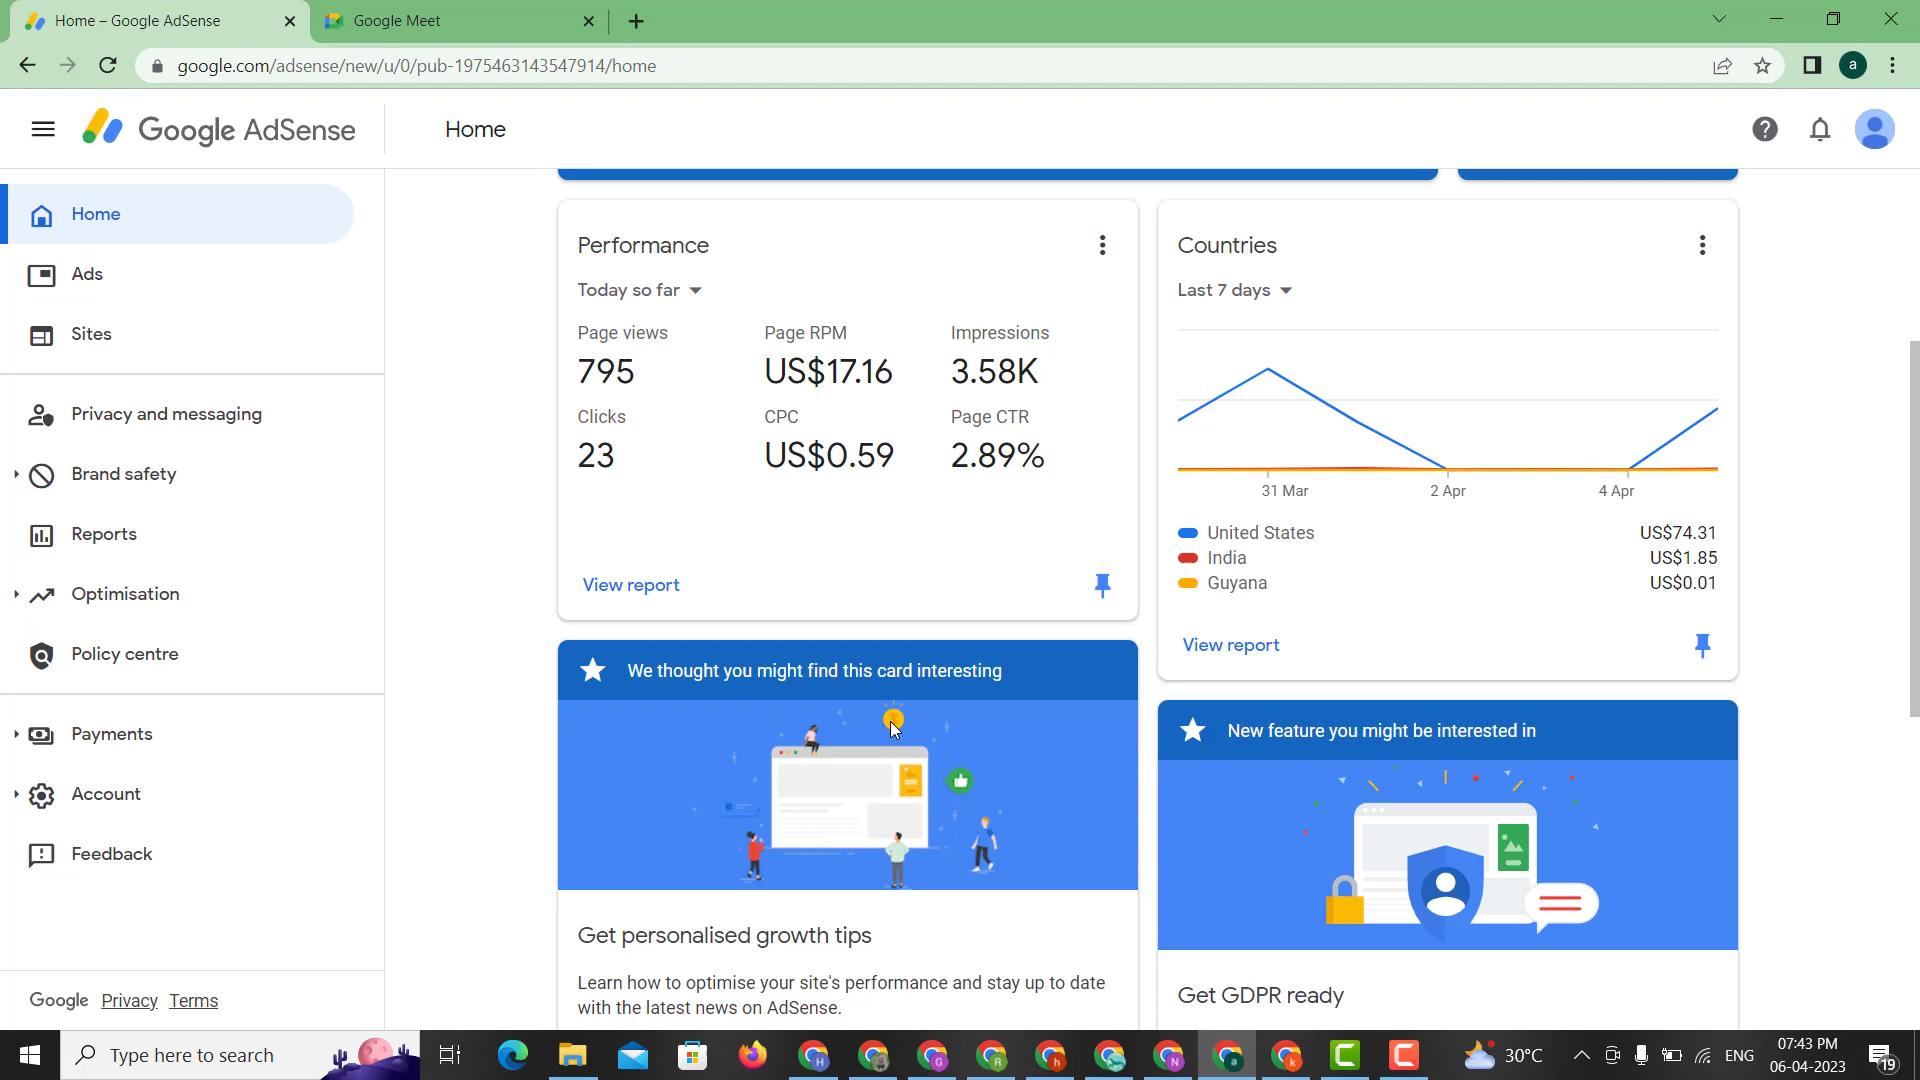 Home – Google AdSense
Google Meet
google.com/adsense/new/u/0/pub-1975463143547914/home
a
Google AdSense
Home
Home
Ads
Sites
Privacy and messaging
Brand safety
Reports
Optimisation
Policy centre
Payments
Account
Feedback
Google Privacy Terms
Performance
Today so far
Page views Page RPM Impressions
795 US$17.16 3.58K
Clicks CPC Page CTR
23 US$0.59 2.89%
View report
Countries
Last 7 days
31 Mar 2 Apr 4 Apr
United States US$74.31
India US$1.85
Guyana US$0.01
View report
We thought you might find this card interesting
Get personalised growth tips
Learn how to optimise your site's performance and stay up to date
with the latest news on AdSense.
New feature you might be interested in
Get GDPR ready
Type here to search
H
G
R
h
N
a
k
30°C
ENG
07:43 PM
06-04-2023
19